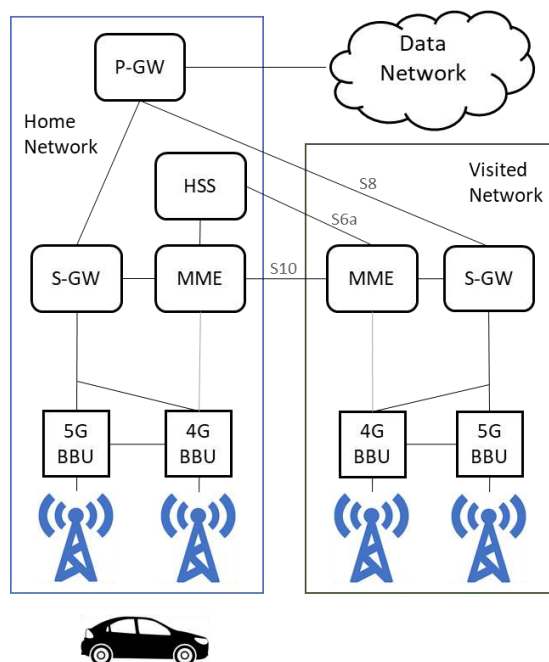 P-GW
Data
Network
Home
Network
Visited
Network
HSS
S8
S6a
S-GW
MME
S10
MME
S-GW
5G
BBU
4G
BBU
4G
BBU
5G
BBU